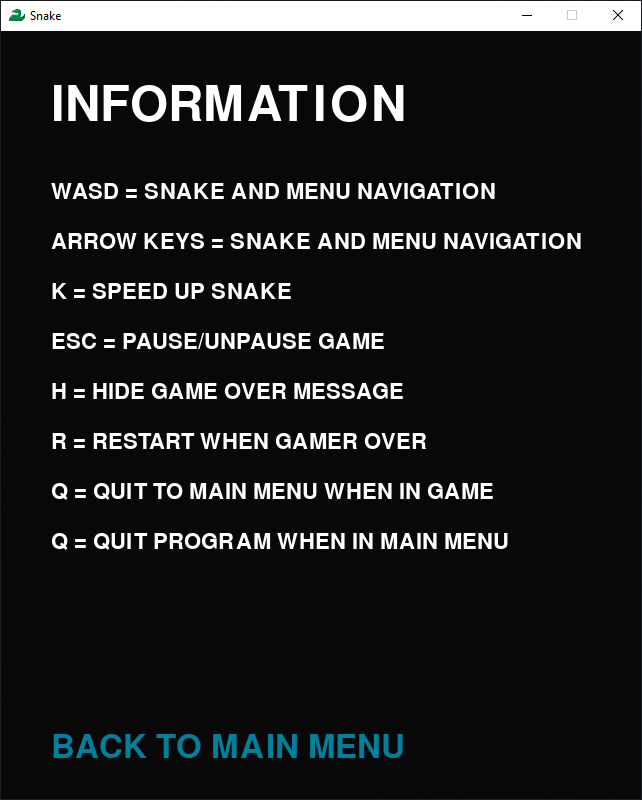 Snake
INFORMATION
WASD = SNAKE AND MENU NAVIGATION
ARROW KEYS = SNAKE AND MENU NAVIGATION
K = SPEED UP SNAKE
ESC = PAUSE/UNPAUSE GAME
H = HIDE GAME OVER MESSAGE
R = RESTART WHEN GAMER OVER
Q = QUIT TO MAIN MENU WHEN IN GAME
Q = QUIT PROGRAM WHEN IN MAIN MENU
BACK TO MAIN MENU